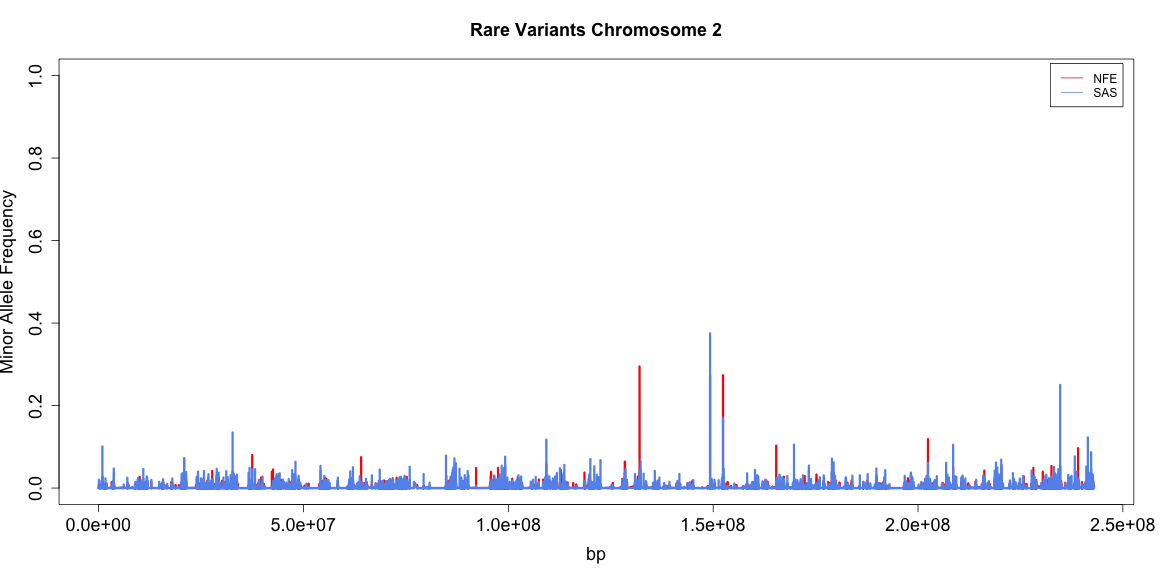 Rare Variants Chromosome 2
NFE
SAS
Minor Allele Frequency
1.0
0.8
0.6
0.4
0.2
0.0
0.0e+00 5.0e+07 1.0e+08 1.5e+08 2.0e+08 2.5e+08
bp